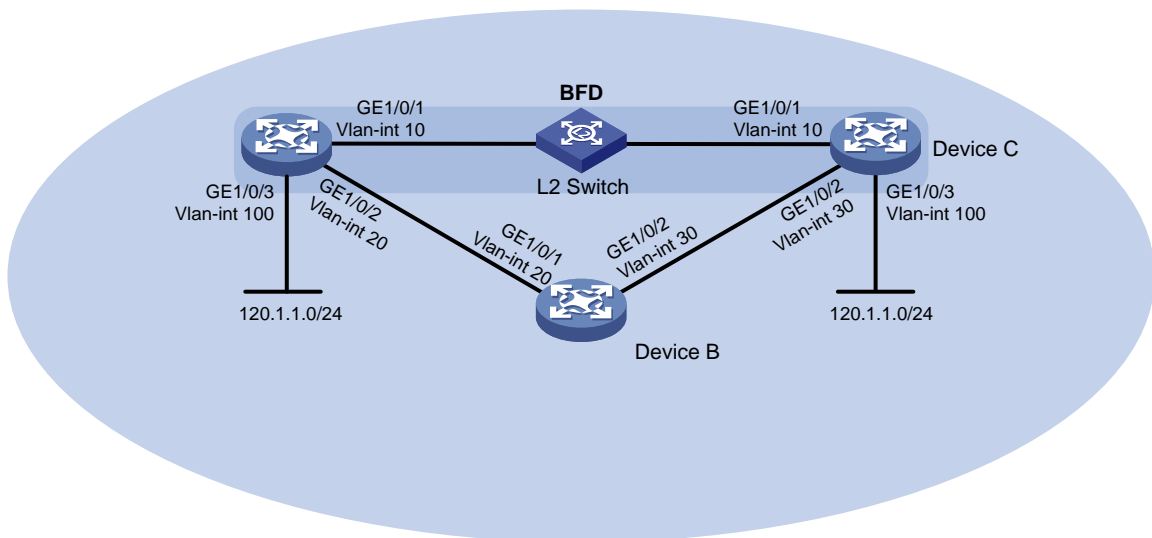 BFD
GE1/0/1
Vlan-int 10
GE1/0/1
Vlan-int 10
L2 Switch
Device C
GE1/0/3
Vlan-int 100
GE1/0/2
Vlan-int 20
GE1/0/1
Vlan-int 20
GE1/0/2
Vlan-int 30
GE1/0/2
Vlan-int 30
GE1/0/3
Vlan-int 100
120.1.1.0/24
120.1.1.0/24
Device B